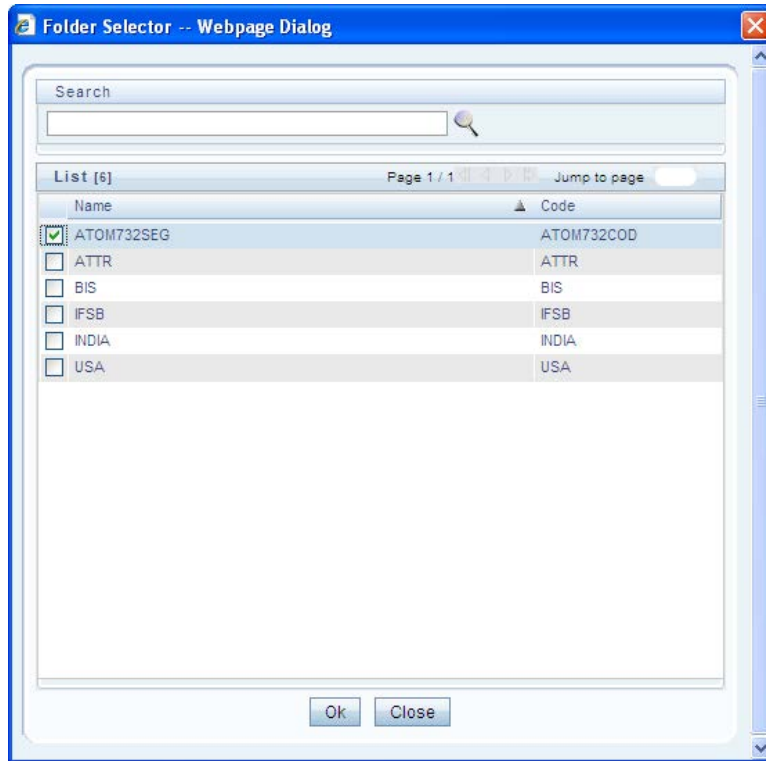 Folder Selector -- Webpage Dialog
Search
List [6] Page 1 / 1 Jump to page
Name Code
ATOM732SEG ATOM732COD
ATTR ATTR
BIS BIS
IFSB IFSB
INDIA INDIA
USA USA
Ok Close